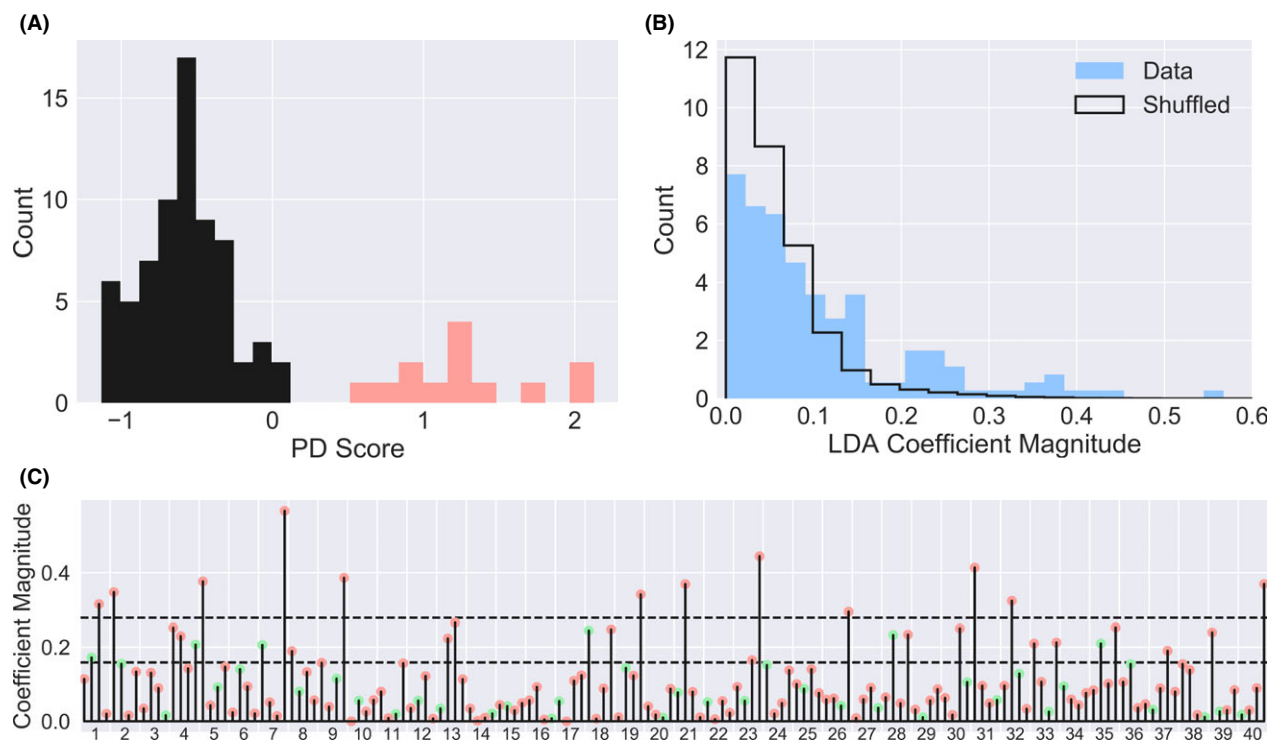 (A)
15
10
5
0
Count
−1 0 1 2
PD Score
(B)
12
10
8
6
4
2
0
Count
Data
Shuffled
0.0 0.1 0.2 0.3 0.4 0.5 0.6
LDA Coefficient Magnitude
(C)
Coefficient Magnitude
0.4
0.2
0.0
1 2 3 4 5 6 7 8 9 10 11 12 13 14 15 16 17 18 19 20 21 22 23 24 25 26 27 28 29 30 31 32 33 34 35 36 37 38 39 40